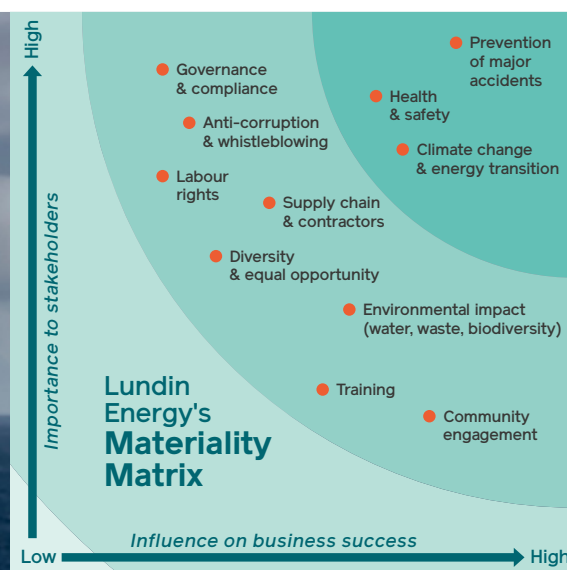 High
Prevention
of major
accidents
Governance
& compliance
Health
& safety
Anti-corruption
& whistleblowing
Climate change
& energy transition
Labour
rights
Supply chain
& contractors
Importance to stakeholders
Diversity
& equal opportunity
Environmental impact
(water, waste, biodiversity)
Training
Community
engagement
Lundin
Energy's
Materiality
Matrix
Influence on business success
Low
High